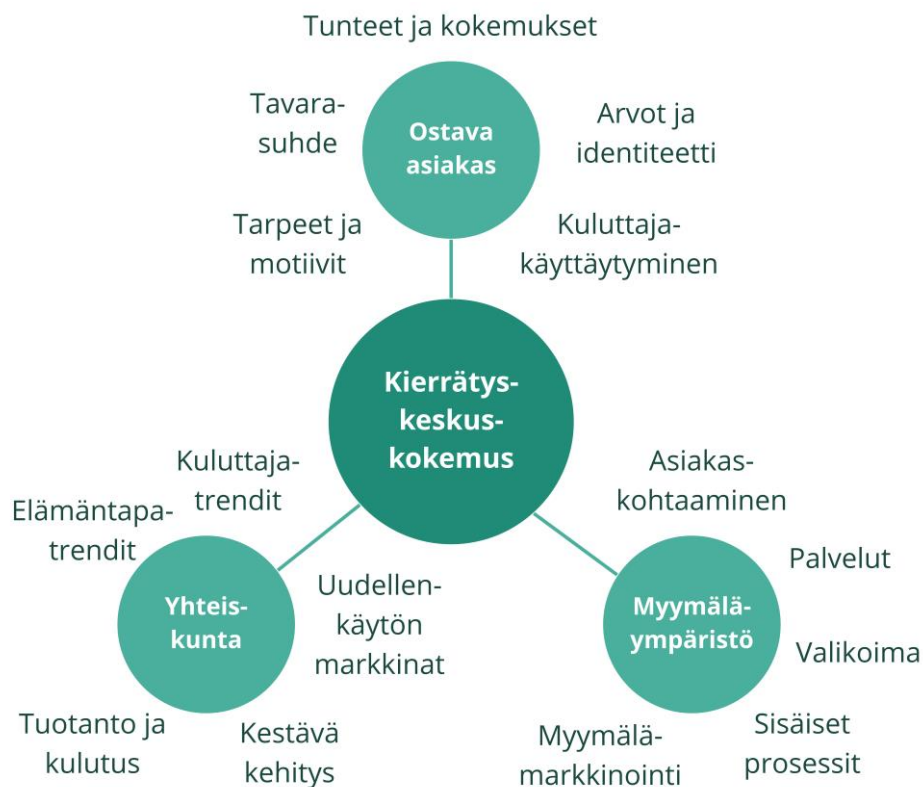 Tunteet ja kokemukset
Tavara-
suhde
Ostava
asiakas
Arvot ja
identiteetti
Tarpeet ja
motiivit
Kuluttaja-
käyttäytyminen
Kierrätys-
keskus-
kokemus
Kuluttaja-
trendit
Elämäntapa-
trendit
Yhteis-
kunta
Uudellen-
käytön
markkinat
Tuotanto ja
kulutus
Kestävä
kehitys
Asiakas-
kohtaaminen
Palvelut
Myymälä-
ympäristö
Valikoima
Myymälä-
markkinointi
Sisäiset
prosessit